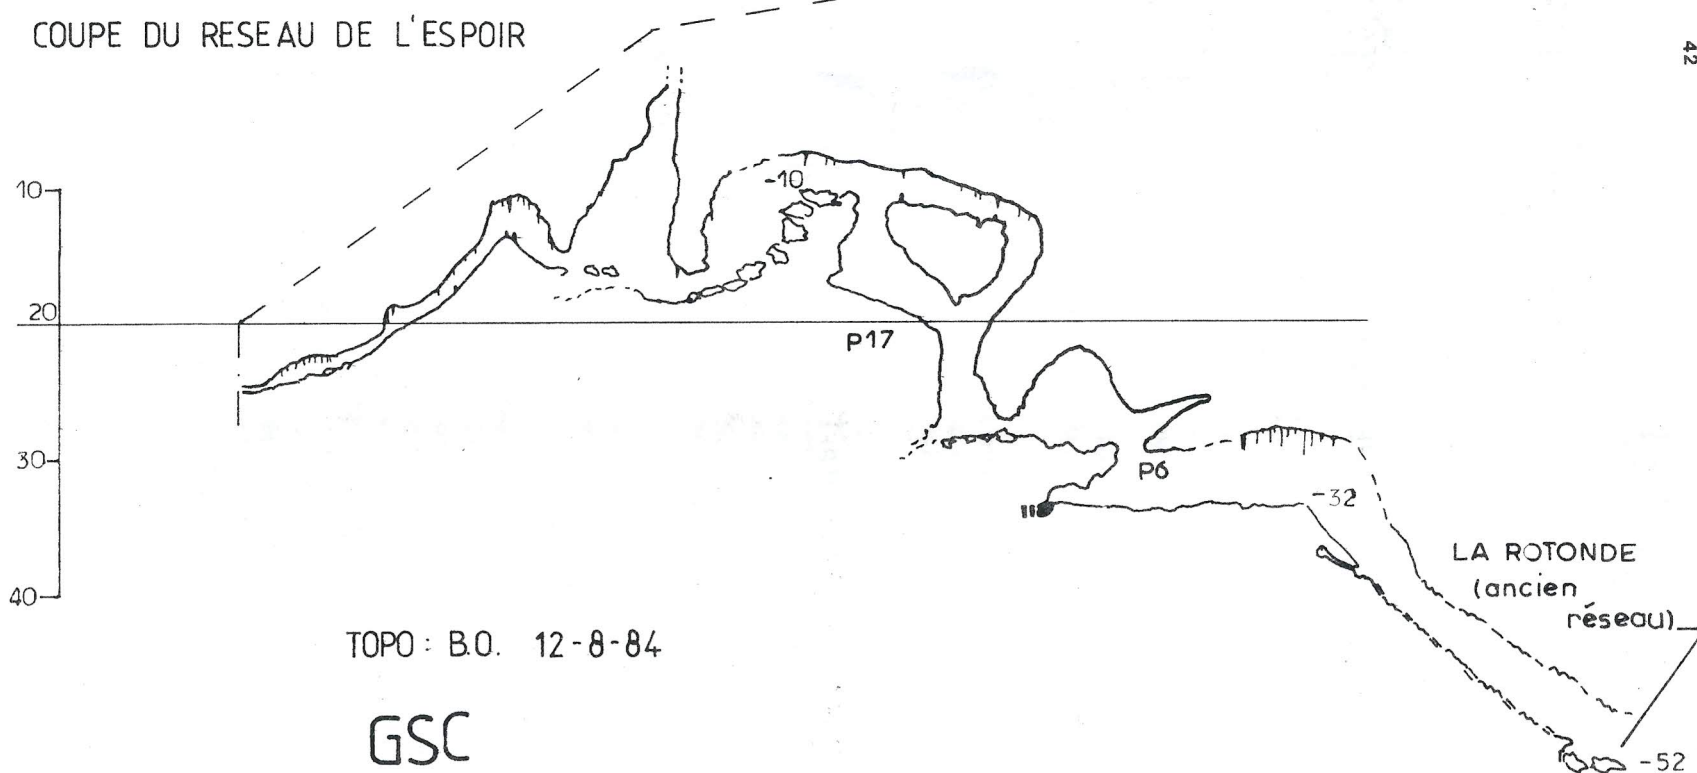 COUPE DU RESEAU DE L'ESPOIR
42
10
-10
20
P17
30
P6
-32
40
LA ROTONDE
(ancien
réseau)
TOPO : B.O. 12-8-84
GSC
-52